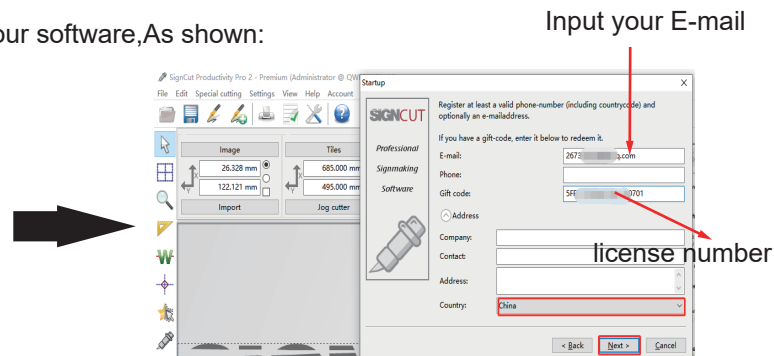 Input your E-mail
our software,As shown:
SignCut Productivity Pro 2 - Premium (Administrator @ QW
File Edit Special cutting Settings View Help Account
Image
Tiles
26.328 mm
685.000 mm
X
X
122.121 mm
495.000 mm
Import
Jog cutter
Startup
X
SIGNCUT
Professional
Signmaking
Software
Register at least a valid phone-number (including countrycode) and
optionally an e-mailaddress.
If you have a gift-code, enter it below to redeem it.
E-mail:
2673 q.com
Phone:
Gift code:
5FF 0701
Address
Company:
Contact:
license number
Address:
Country:
China
< Back
Next >
Cancel